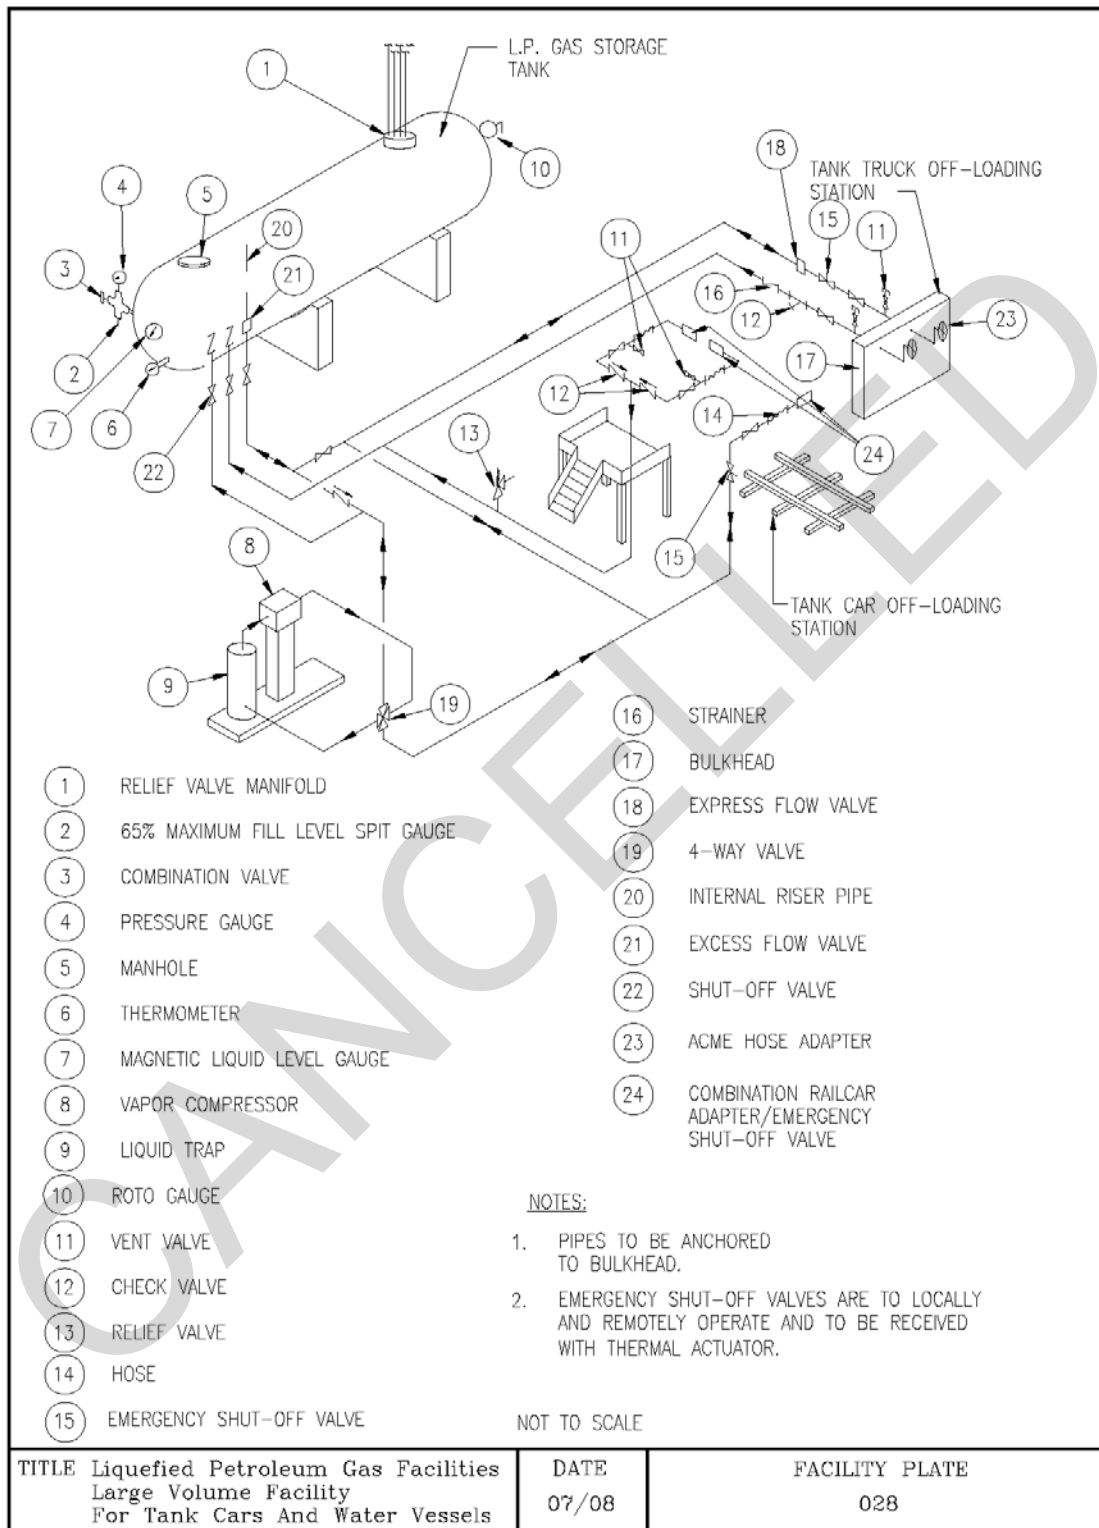 L.P. GAS STORAGE
TANK
1
10
4
5
3
20
21
2
7
6
22
18
TANK TRUCK OFF-LOADING
STATION
15
11
11
16
12
23
17
12
14
13
24
15
8
TANK CAR OFF-LOADING
STATION
9
19
1 RELIEF VALVE MANIFOLD
2 65% MAXIMUM FILL LEVEL SPIT GAUGE
3 COMBINATION VALVE
4 PRESSURE GAUGE
5 MANHOLE
6 THERMOMETER
7 MAGNETIC LIQUID LEVEL GAUGE
8 VAPOR COMPRESSOR
9 LIQUID TRAP
10 ROTO GAUGE
11 VENT VALVE
12 CHECK VALVE
13 RELIEF VALVE
14 HOSE
15 EMERGENCY SHUT-OFF VALVE
16 STRAINER
17 BULKHEAD
18 EXPRESS FLOW VALVE
19 4-WAY VALVE
20 INTERNAL RISER PIPE
21 EXCESS FLOW VALVE
22 SHUT-OFF VALVE
23 ACME HOSE ADAPTER
24 COMBINATION RAILCAR
ADAPTER/EMERGENCY
SHUT-OFF VALVE
NOTES:
1. PIPES TO BE ANCHORED
TO BULKHEAD.
2. EMERGENCY SHUT-OFF VALVES ARE TO LOCALLY
AND REMOTELY OPERATE AND TO BE RECEIVED
WITH THERMAL ACTUATOR.
NOT TO SCALE
CANCELLED
TITLE Liquefied Petroleum Gas Facilities
Large Volume Facility
For Tank Cars And Water Vessels
DATE
07/08
FACILITY PLATE
028